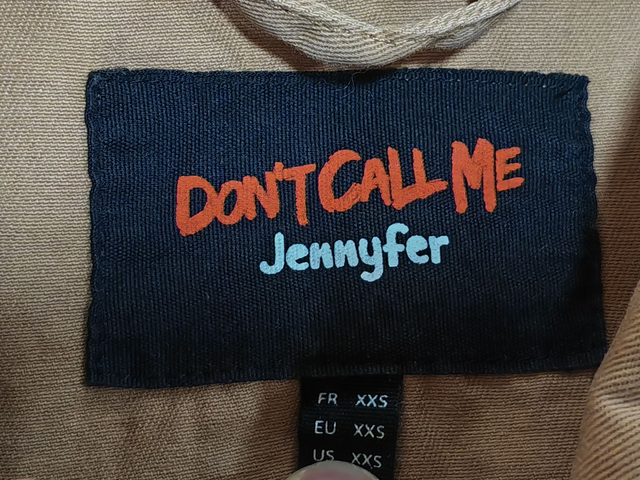 DON'T CALL ME
Jennyfer
FR XXS
EU XXS
US XXS